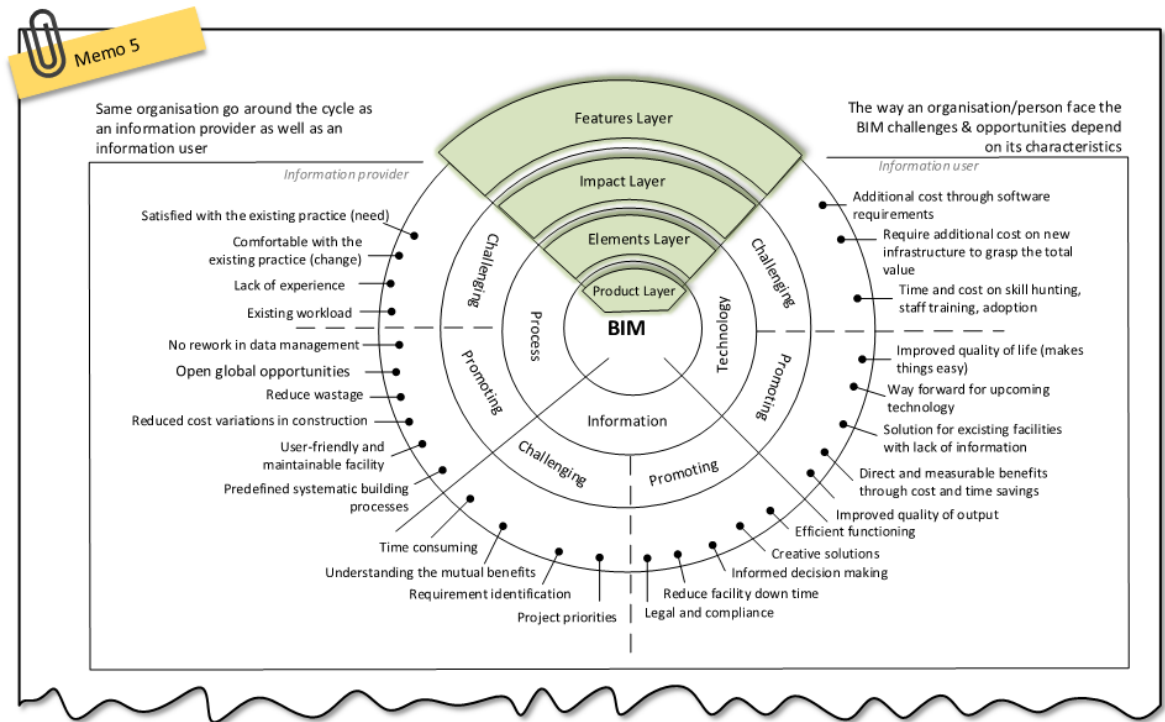 Memo 5
Same organisation go around the cycle as
an information provider as well as an
information user
The way an organisation/person face the
BIM challenges & opportunities depend
on its characteristics
Information provider
Information user
Features Layer
Impact Layer
Elements Layer
Product Layer
BIM
Process
Technology
Information
Challenging
Promoting
Challenging
Promoting
Challenging
Promoting
Satisfied with the existing practice (need)
Comfortable with the
existing practice (change)
Lack of experience
Existing workload
No rework in data management
Open global opportunities
Reduce wastage
Reduced cost variations in construction
User-friendly and
maintainable facility
Predefined systematic building
processes
Time consuming
Understanding the mutual benefits
Requirement identification
Project priorities
Additional cost through software
requirements
Require additional cost on new
infrastructure to grasp the total
value
Time and cost on skill hunting,
staff training, adoption
Improved quality of life (makes
things easy)
Way forward for upcoming
technology
Solution for excisting facilities
with lack of information
Direct and measurable benefits
through cost and time savings
Improved quality of output
Efficient functioning
Creative solutions
Informed decision making
Reduce facility down time
Legal and compliance